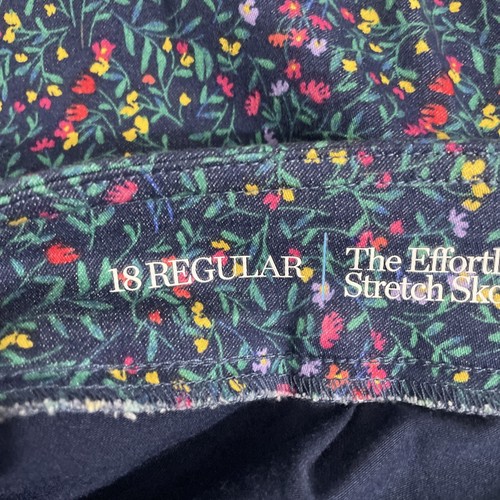 18 REGULAR
The Effortl
Stretch Sko